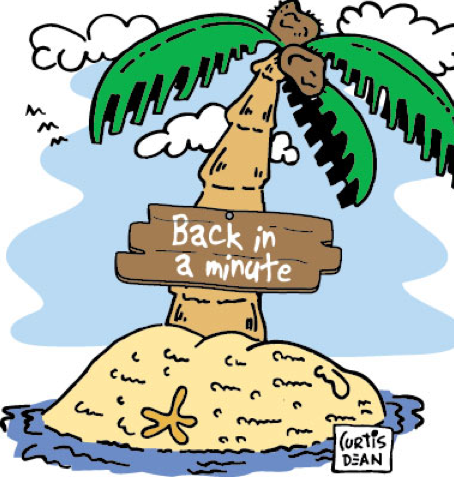 Back in
a minute
CURTIS
DEAN